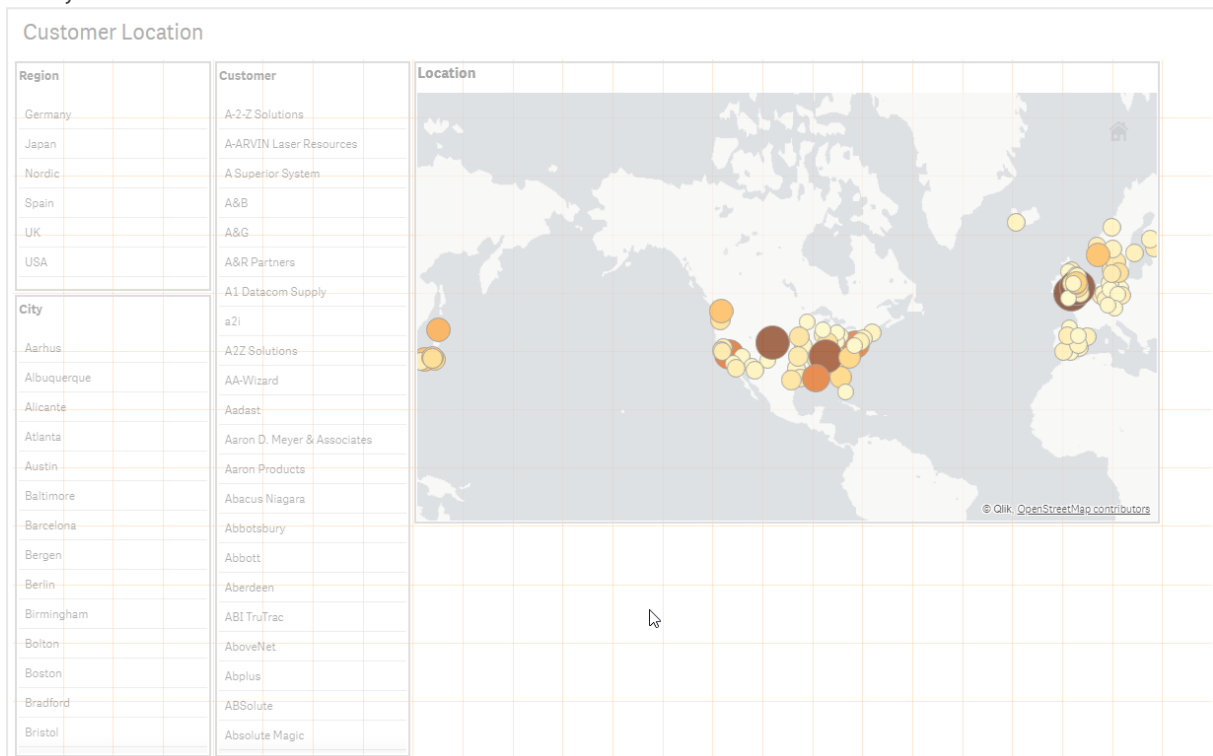 Customer Location
Region
Germany
Japan
Nordic
Spain
UK
USA
City
Aarhus
Albuquerque
Alicante
Atlanta
Austin
Baltimore
Barcelona
Bergen
Berlin
Birmingham
Bolton
Boston
Bradford
Bristol
Customer
A-2-Z Solutions
A-ARVIN Laser Resources
A Superior System
A&B
A&G
A&R Partners
A1 Datacom Supply
a2i
A2Z Solutions
AA-Wizard
Aadast
Aaron D. Meyer & Associates
Aaron Products
Abacus Niagara
Abbotsbury
Abbott
Aberdeen
ABI TruTrac
AboveNet
Abplus
ABSolute
Absolute Magic
Location
© Qlik, OpenStreetMap contributors